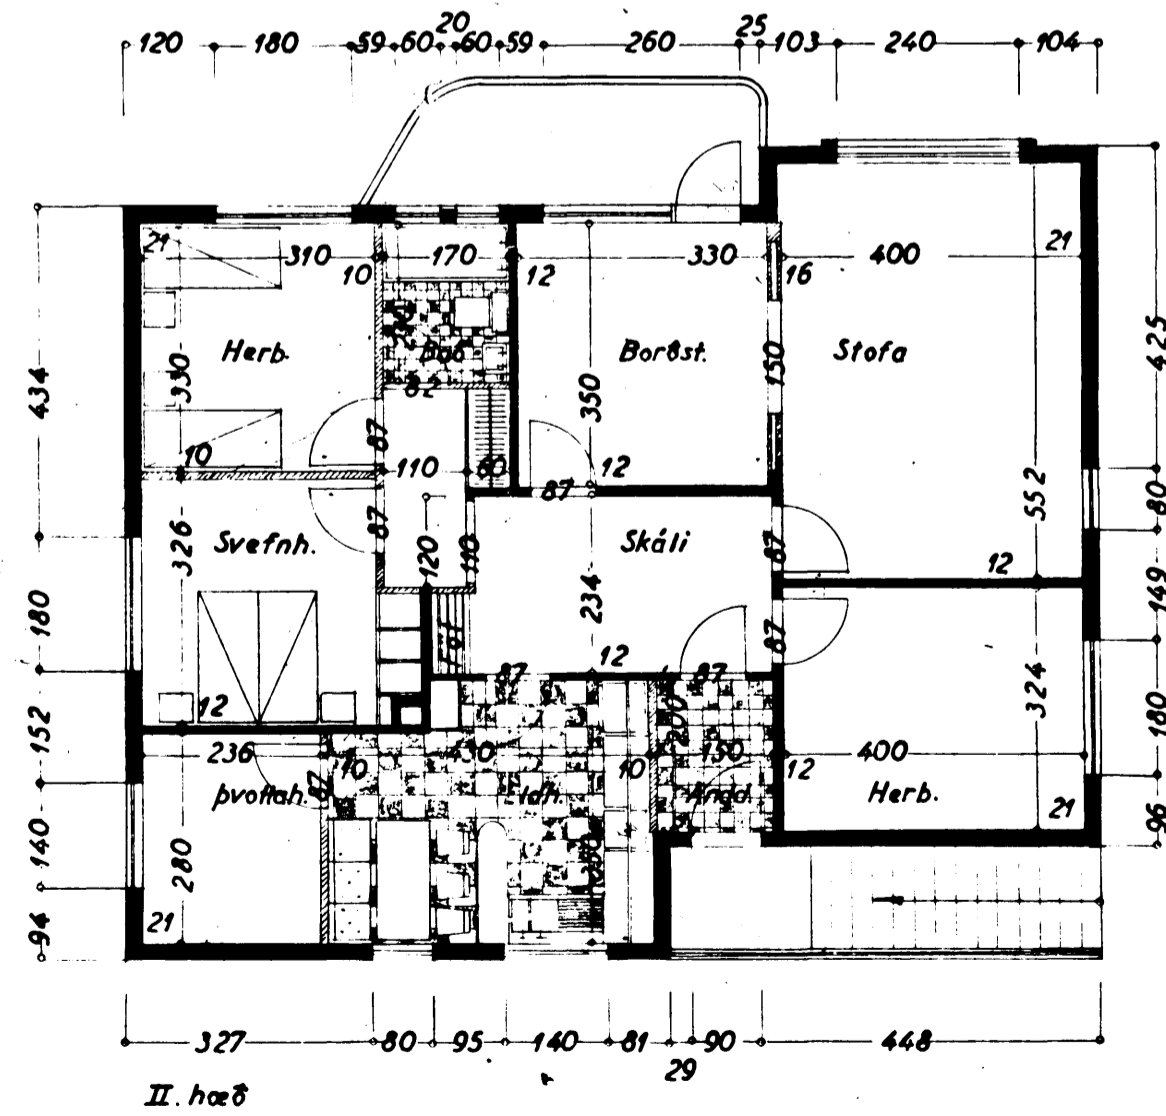 20 25
120 180 59 60 60 59 260 103 240 104
21 310 170 330 400 21
10 12 16
Herb. Bað Borðst. Stofa
434 330 82 350 150 425
10 87 110 60 12
87
326 Svefnh. 87 120 110 Skáli 87 552 80
180 föt 234 12 149
12 87 87 87 324
152 200 180
236 10 430 10 150 12 400
87 Þvottah. Eldh. Andd. Herb.
140 280 21 96
94 21
327 80 95 140 81 90 448
29
II. hæð